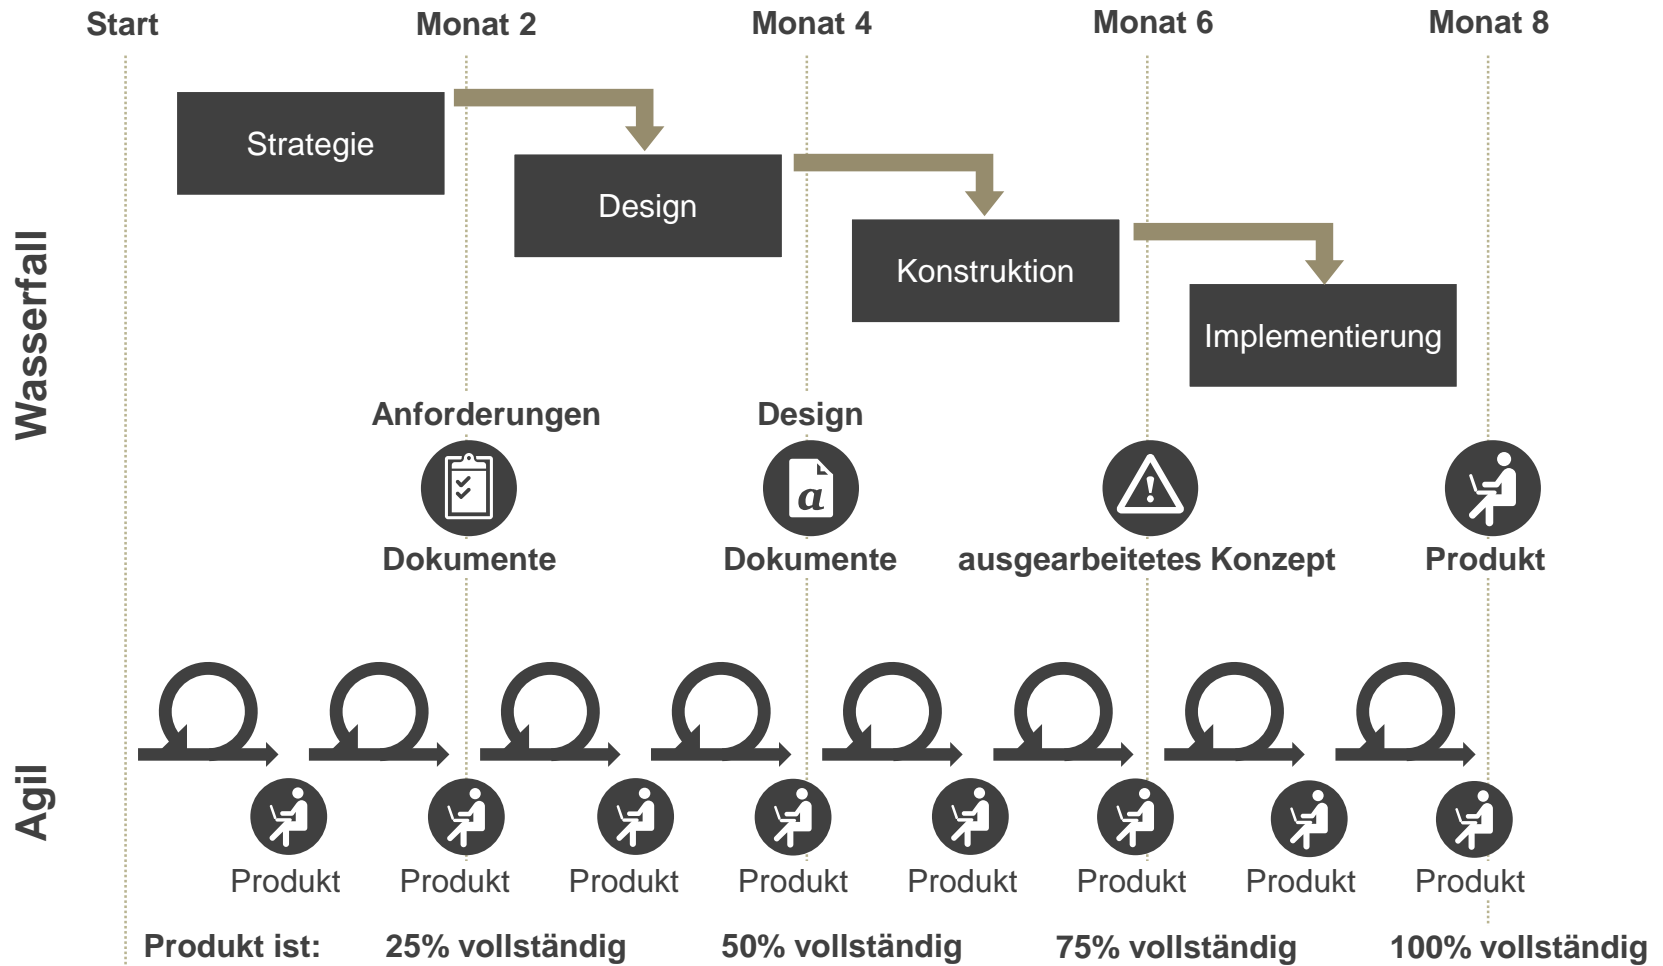 Start
Monat 2
Monat 4
Monat 6
Monat 8
Wasserfall
Strategie
Design
Konstruktion
Implementierung
Anforderungen
Design
a
Dokumente
Dokumente
ausgearbeitetes Konzept
Produkt
Agil
Produkt
Produkt
Produkt
Produkt
Produkt
Produkt
Produkt
Produkt
Produkt ist:
25% vollständig
50% vollständig
75% vollständig
100% vollständig